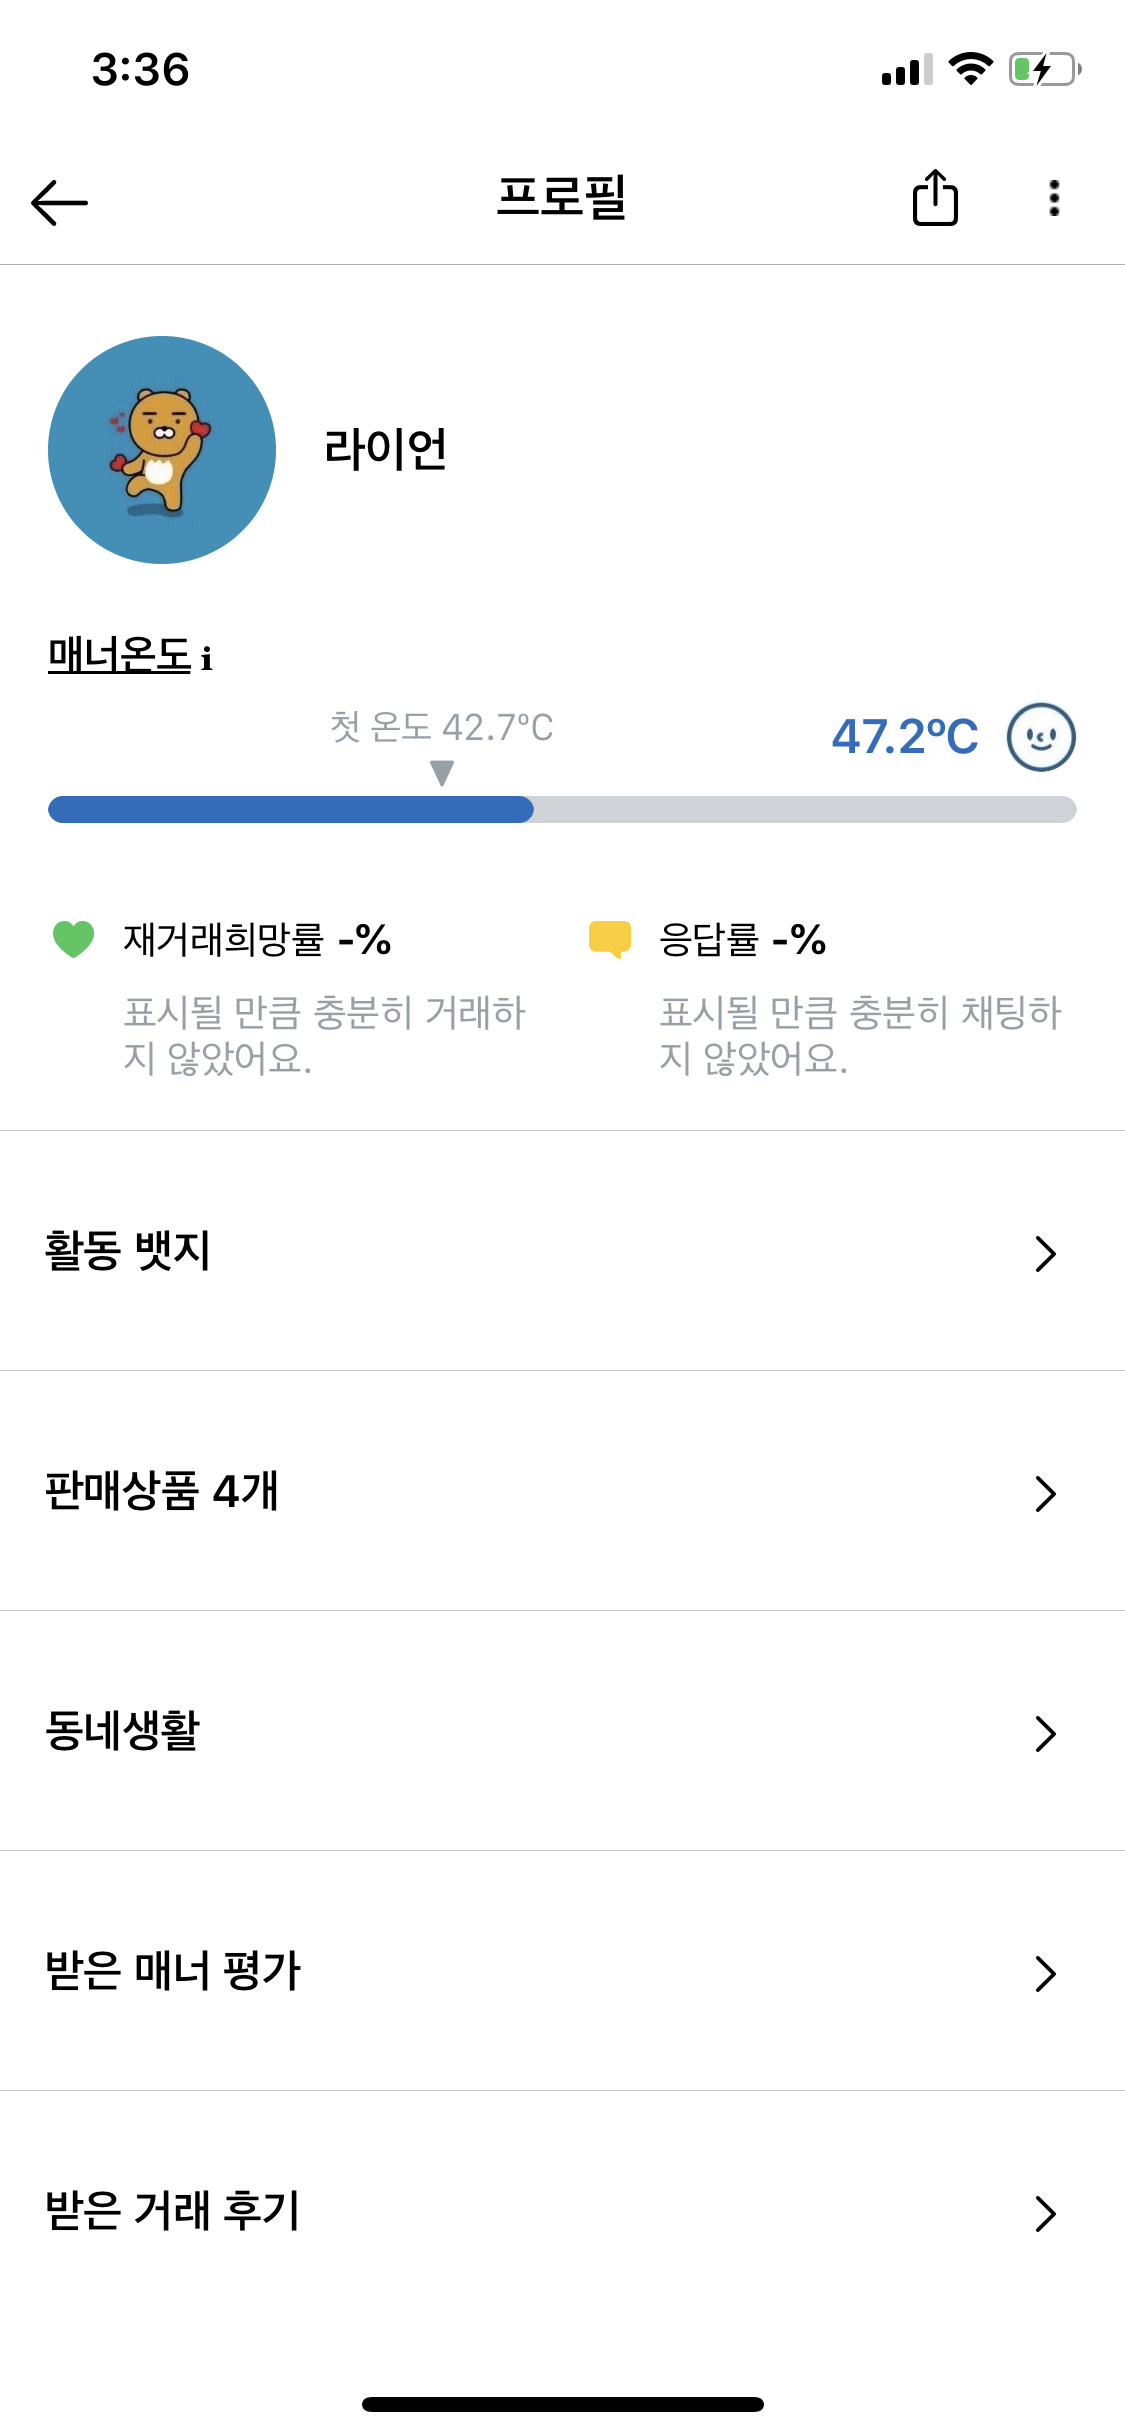 3:36
프로필
라이언
매너온도 i
첫 온도 42.7°C
47.2°C
재거래희망률 -%
표시될 만큼 충분히 거래하
지 않았어요.
응답률 -%
표시될 만큼 충분히 채팅하
지 않았어요.
활동 뱃지
판매상품 4개
동네생활
받은 매너 평가
받은 거래 후기